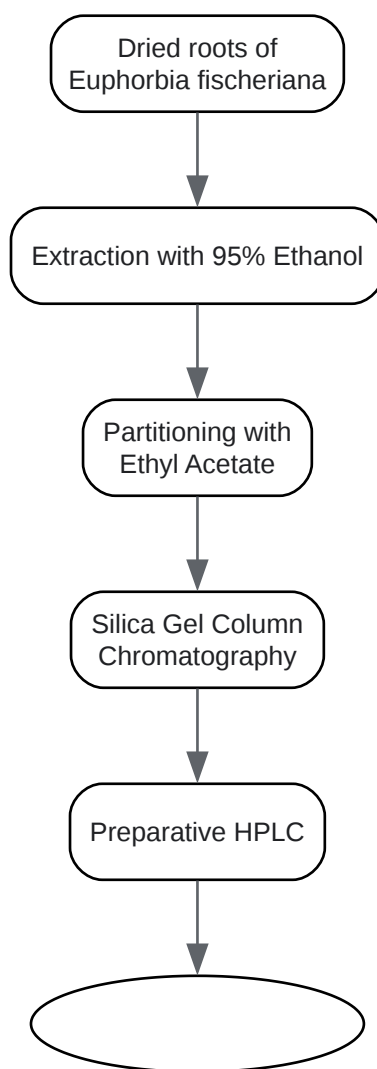 Dried roots of
Euphorbia fischeriana
Extraction with 95% Ethanol
Partitioning with
Ethyl Acetate
Silica Gel Column
Chromatography
Preparative HPLC